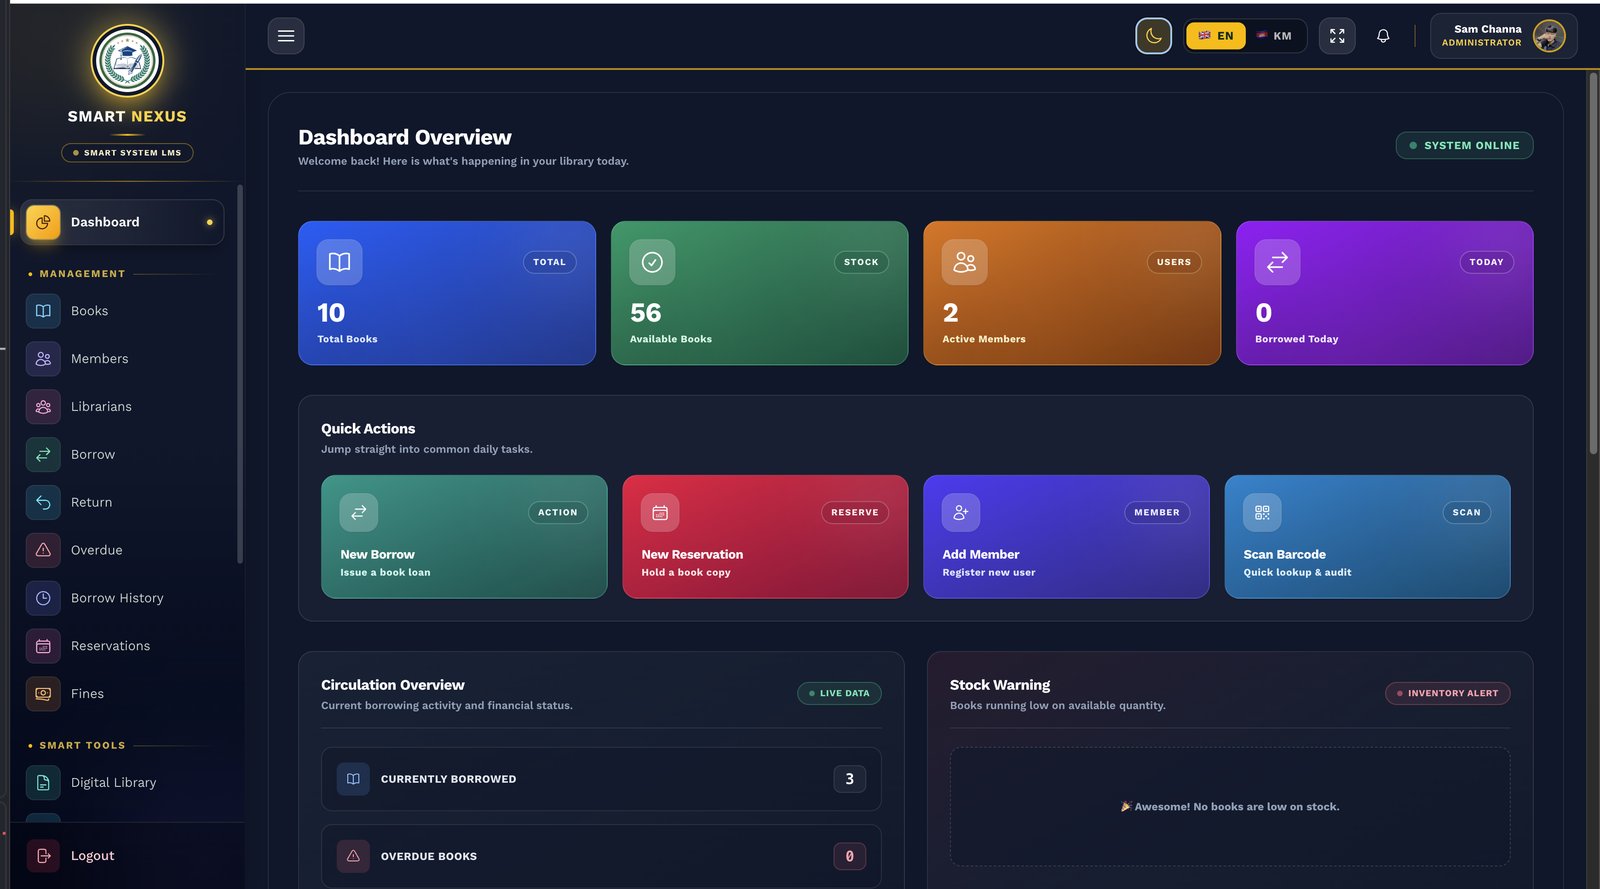 SMART NEXUS
SMART SYSTEM LMS
Dashboard
MANAGEMENT
Books
Members
Librarians
Borrow
Return
Overdue
Borrow History
Reservations
Fines
SMART TOOLS
Digital Library
Logout
EN
KM
Sam Channa
ADMINISTRATOR
Dashboard Overview
Welcome back! Here is what's happening in your library today.
SYSTEM ONLINE
TOTAL
10
Total Books
STOCK
56
Available Books
USERS
2
Active Members
TODAY
0
Borrowed Today
Quick Actions
Jump straight into common daily tasks.
ACTION
New Borrow
Issue a book loan
RESERVE
New Reservation
Hold a book copy
MEMBER
Add Member
Register new user
SCAN
Scan Barcode
Quick lookup & audit
Circulation Overview
Current borrowing activity and financial status.
LIVE DATA
CURRENTLY BORROWED
3
OVERDUE BOOKS
0
Stock Warning
Books running low on available quantity.
INVENTORY ALERT
🎉 Awesome! No books are low on stock.